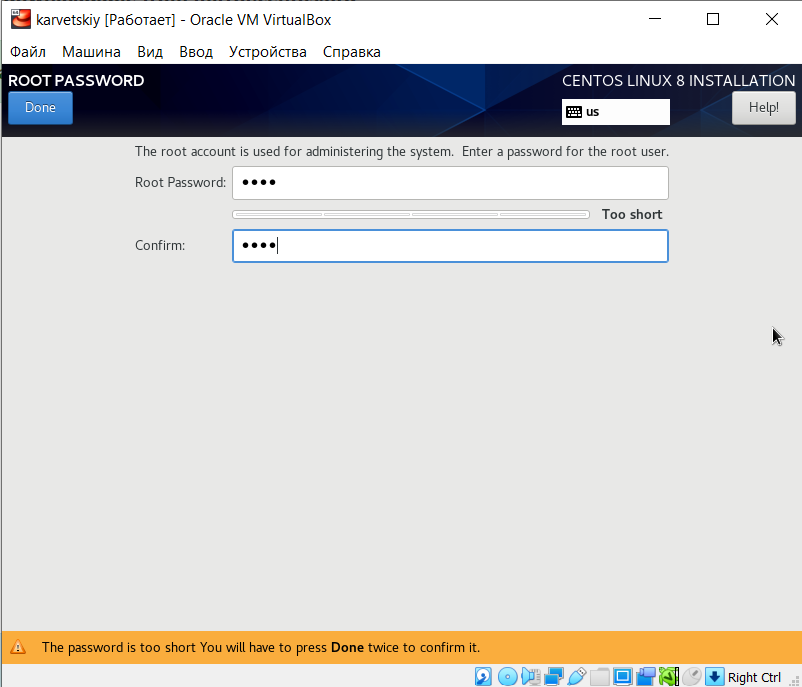 karvetskiy [Работает] - Oracle VM VirtualBox
Файл Машина Вид Ввод Устройства Справка
ROOT PASSWORD
CENTOS LINUX 8 INSTALLATION
Done
us
Help!
The root account is used for administering the system. Enter a password for the root user.
Root Password: ●●●●
Too short
Confirm: ●●●●
The password is too short You will have to press Done twice to confirm it.
Right Ctrl